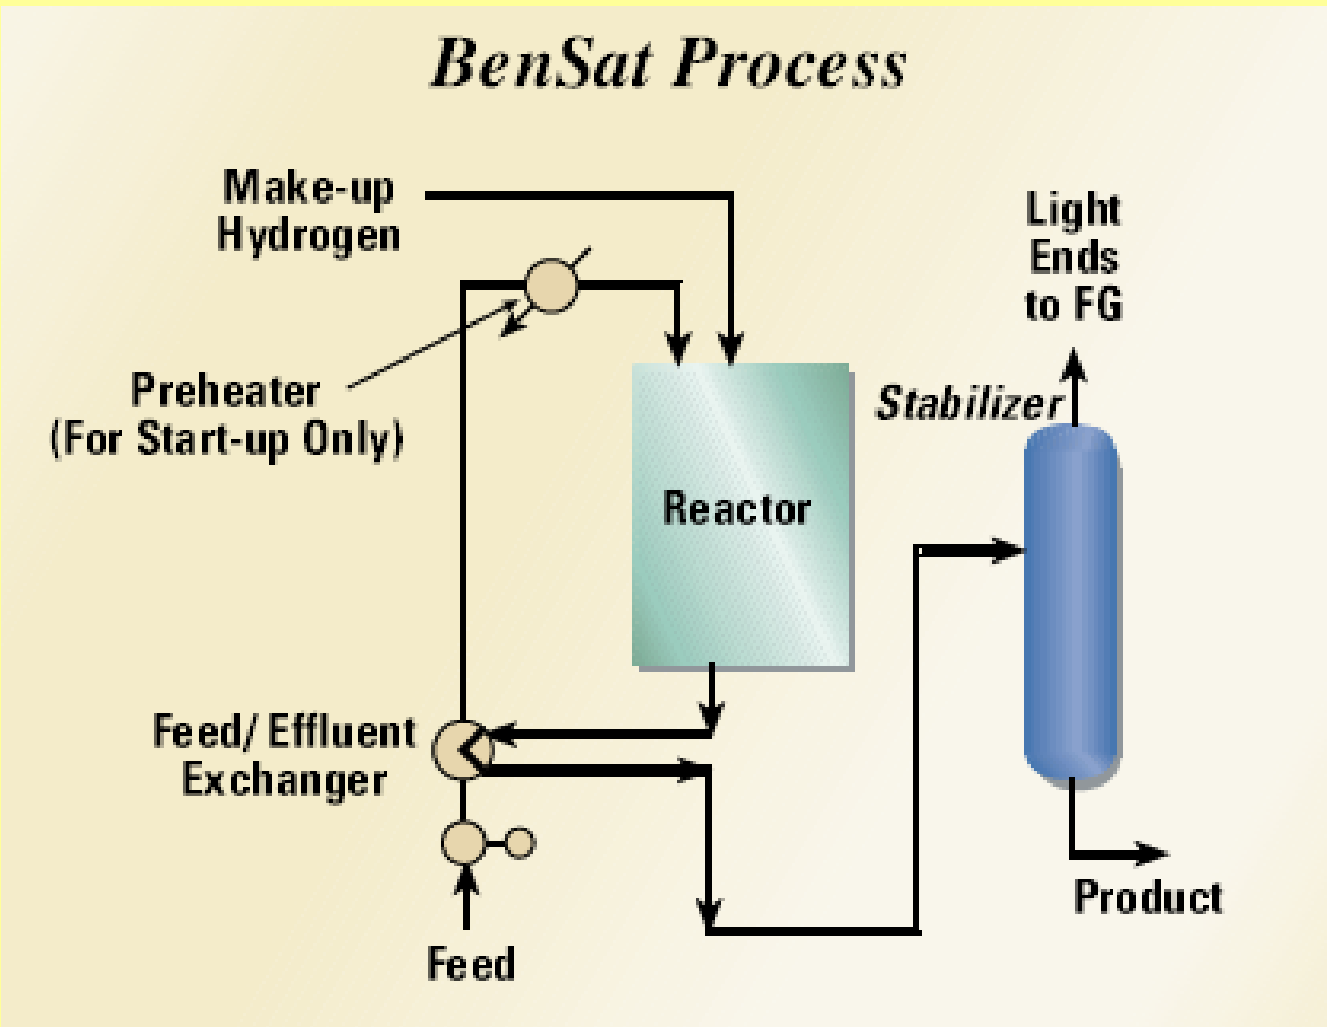 BenSat Process
Make-up
Hydrogen
Light
Ends
to FG
Preheater
(For Start-up Only)
Stabilizer
Reactor
Feed/ Effluent
Exchanger
Product
Feed